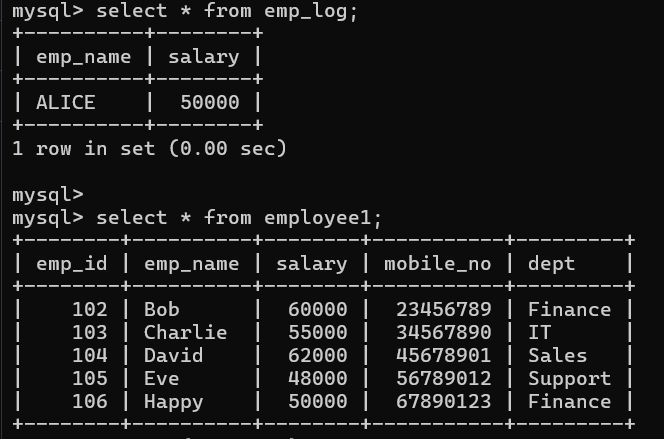 mysql> select * from emp_log;
+----------+--------+
| emp_name | salary |
+----------+--------+
| ALICE    |  50000 |
+----------+--------+
1 row in set (0.00 sec)

mysql>
mysql> select * from employee1;
+--------+----------+--------+-----------+---------+
| emp_id | emp_name | salary | mobile_no | dept    |
+--------+----------+--------+-----------+---------+
|    102 | Bob      |  60000 |  23456789 | Finance |
|    103 | Charlie  |  55000 |  34567890 | IT      |
|    104 | David    |  62000 |  45678901 | Sales   |
|    105 | Eve      |  48000 |  56789012 | Support |
|    106 | Happy    |  50000 |  67890123 | Finance |
+--------+----------+--------+-----------+---------+